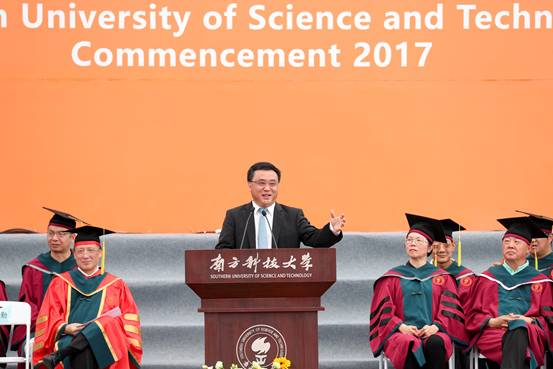 n University of Science and Techn
Commencement 2017
南方科技大学
SOUTHERN UNIVERSITY OF SCIENCE AND TECHNOLOGY